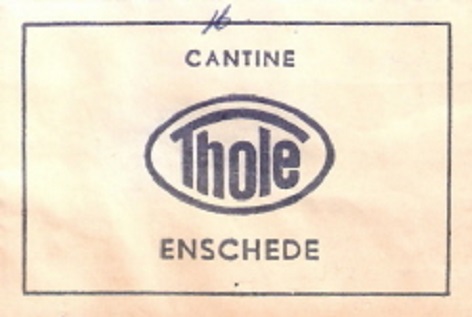 16
CANTINE
Thole
ENSCHEDE